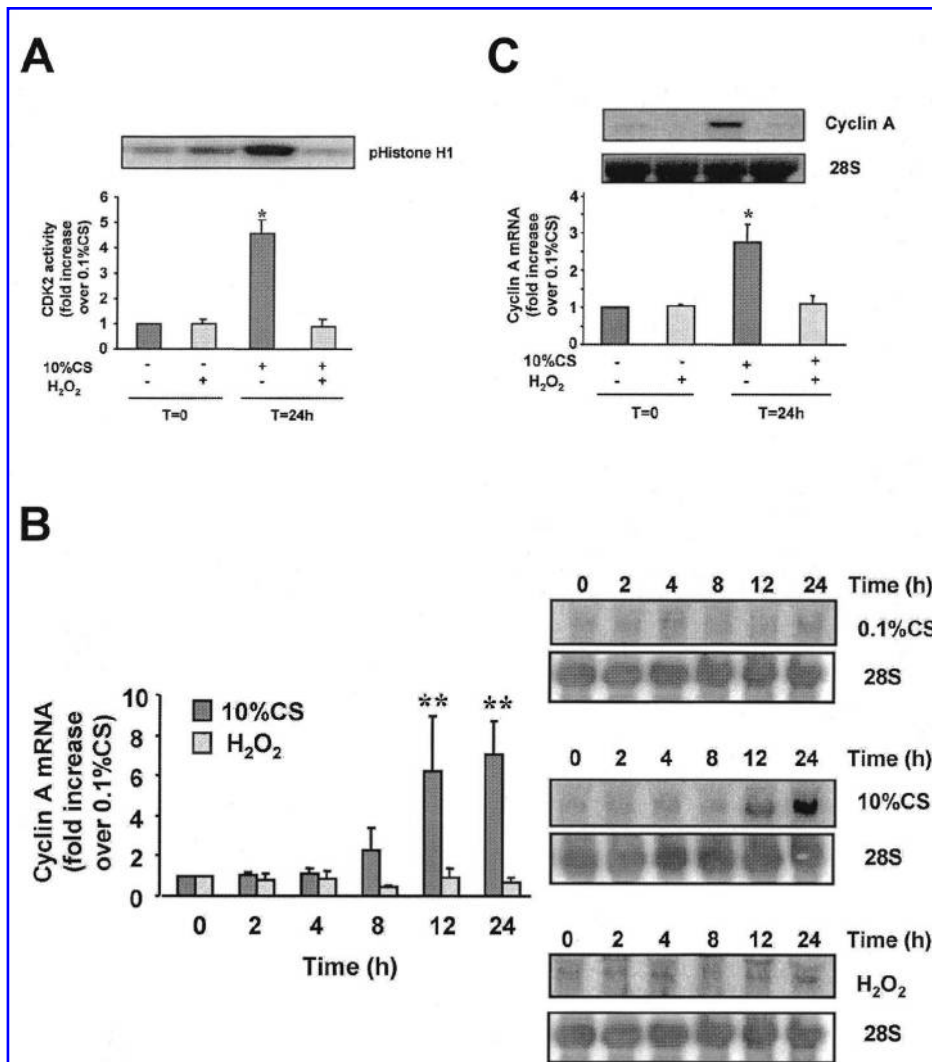 A
pHistone H1
CDK2 activity
(fold increase
over 0.1%CS)
6
5
4
3
2
1
0
10%CS - - + +
H₂O₂ - + - +
*
T=0 T=24h
C
Cyclin A
28S
Cyclin A mRNA
(fold increase
over 0.1%CS)
4
3
2
1
0
*
10%CS - - + +
H₂O₂ - + - +
T=0 T=24h
B
Cyclin A mRNA
(fold increase
over 0.1%CS)
10
8
6
4
2
0
10%CS
H₂O₂
** **
0 2 4 8 12 24
Time (h)
0 2 4 8 12 24 Time (h)
0.1%CS
28S
0 2 4 8 12 24 Time (h)
10%CS
28S
0 2 4 8 12 24 Time (h)
H₂O₂
28S